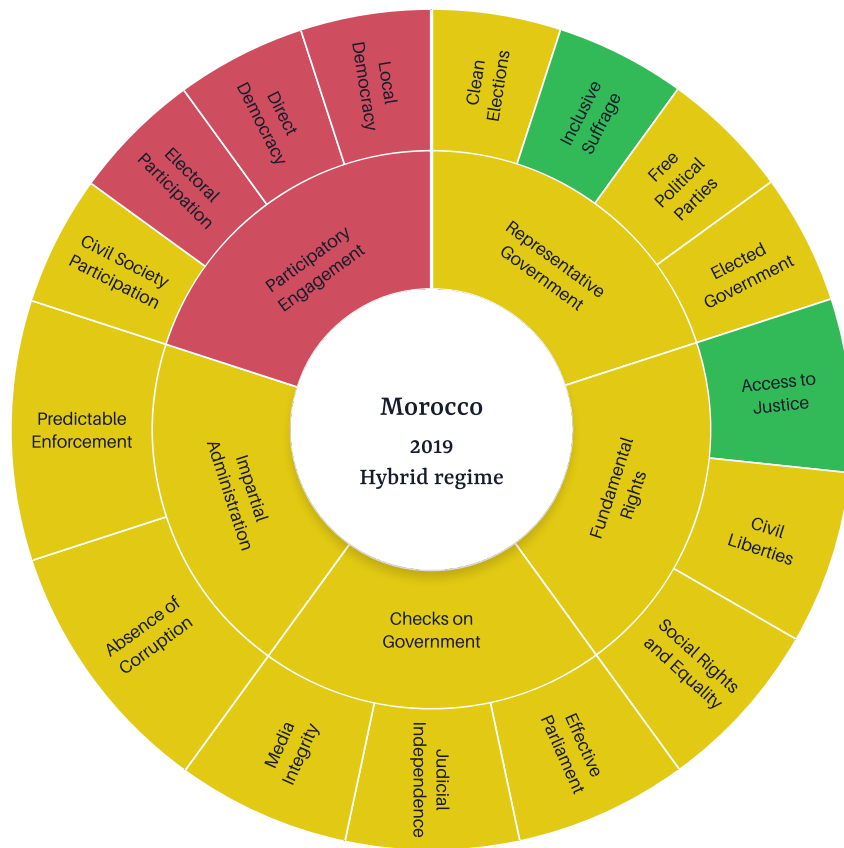 Morocco
2019
Hybrid regime
Representative
Government
Clean
Elections
Inclusive
Suffrage
Free
Political
Parties
Elected
Government
Fundamental
Rights
Access to
Justice
Civil
Liberties
Social Rights
and Equality
Checks on
Government
Effective
Parliament
Judicial
Independence
Media
Integrity
Impartial
Administration
Absence of
Corruption
Predictable
Enforcement
Participatory
Engagement
Civil Society
Participation
Electoral
Participation
Direct
Democracy
Local
Democracy